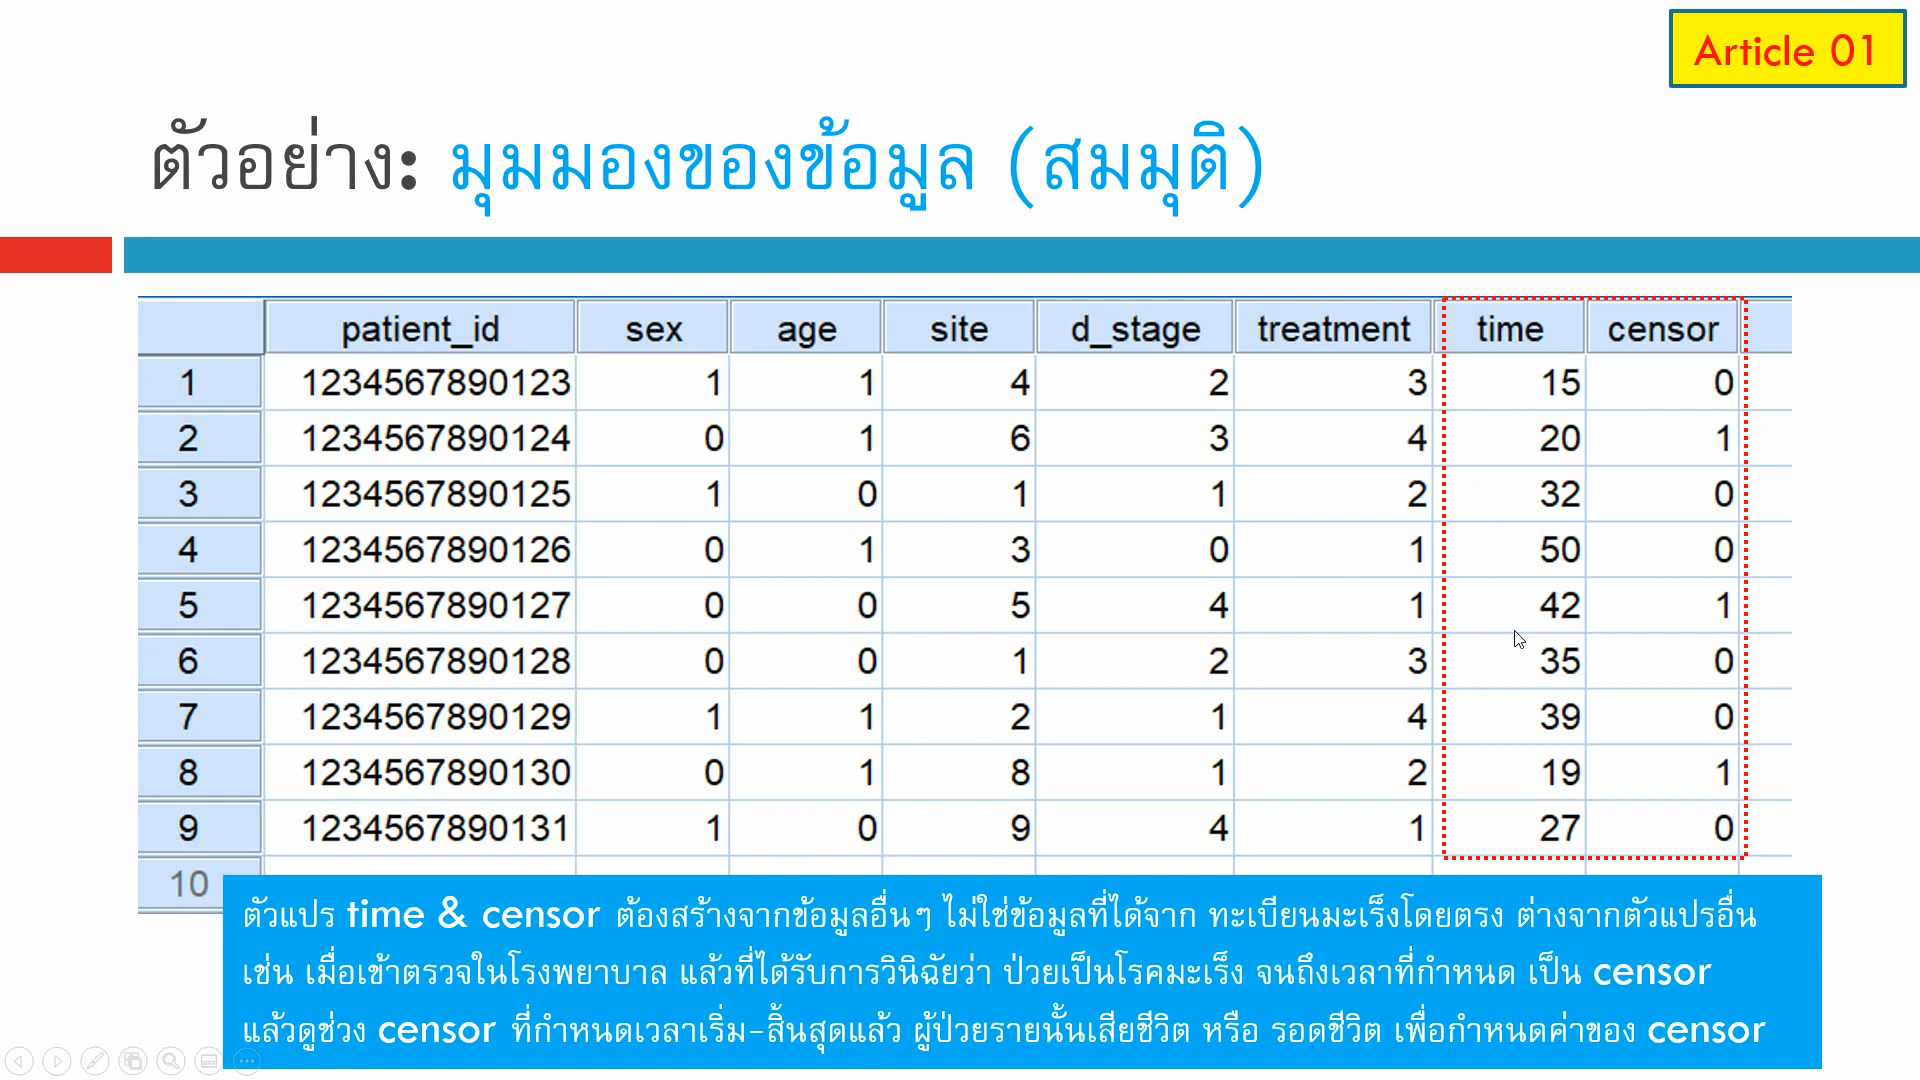 Article 01
ตัวอย่าง: มุมมองของข้อมูล (สมมุติ)
patient_id sex age site d_stage treatment time censor
1 1234567890123 1 1 4 2 3 15 0
2 1234567890124 0 1 6 3 4 20 1
3 1234567890125 1 0 1 1 2 32 0
4 1234567890126 0 1 3 0 1 50 0
5 1234567890127 0 0 5 4 1 42 1
6 1234567890128 0 0 1 2 3 35 0
7 1234567890129 1 1 2 1 4 39 0
8 1234567890130 0 1 8 1 2 19 1
9 1234567890131 1 0 9 4 1 27 0
10
ตัวแปร time & censor ต้องสร้างจากข้อมูลอื่นๆ ไม่ใช่ข้อมูลที่ได้จาก ทะเบียนมะเร็งโดยตรง ต่างจากตัวแปรอื่น
เช่น เมื่อเข้าตรวจในโรงพยาบาล แล้วที่ได้รับการวินิฉัยว่า ป่วยเป็นโรคมะเร็ง จนถึงเวลาที่กำหนด เป็น censor
แล้วดูช่วง censor ที่กำหนดเวลาเริ่ม-สิ้นสุดแล้ว ผู้ป่วยรายนั้นเสียชีวิต หรือ รอดชีวิต เพื่อกำหนดค่าของ censor